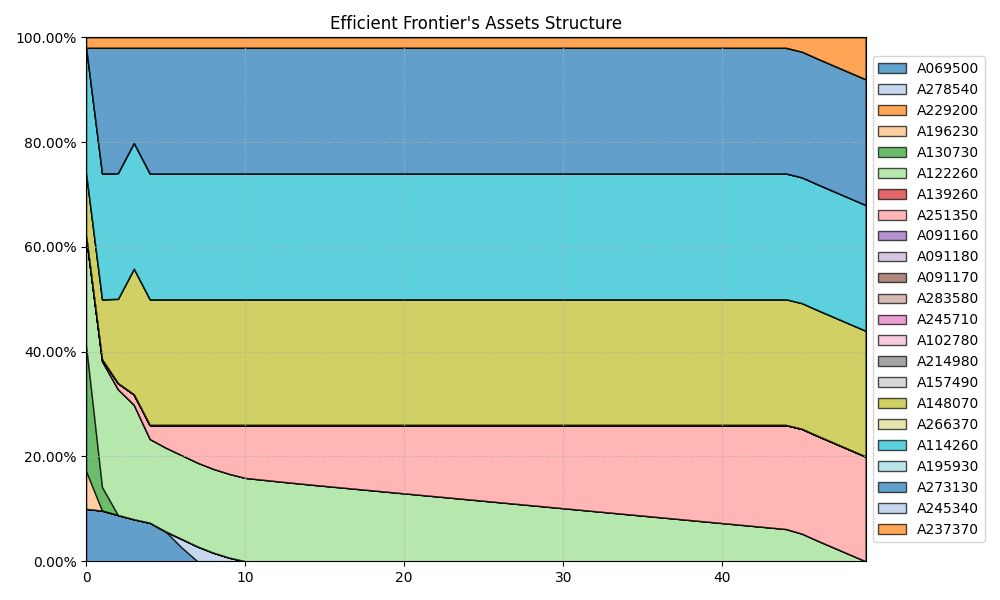 Efficient Frontier's Assets Structure
100.00%
80.00%
60.00%
40.00%
20.00%
0.00%
0
10
20
30
40
A069500
A278540
A229200
A196230
A130730
A122260
A139260
A251350
A091160
A091180
A091170
A283580
A245710
A102780
A214980
A157490
A148070
A266370
A114260
A195930
A273130
A245340
A237370